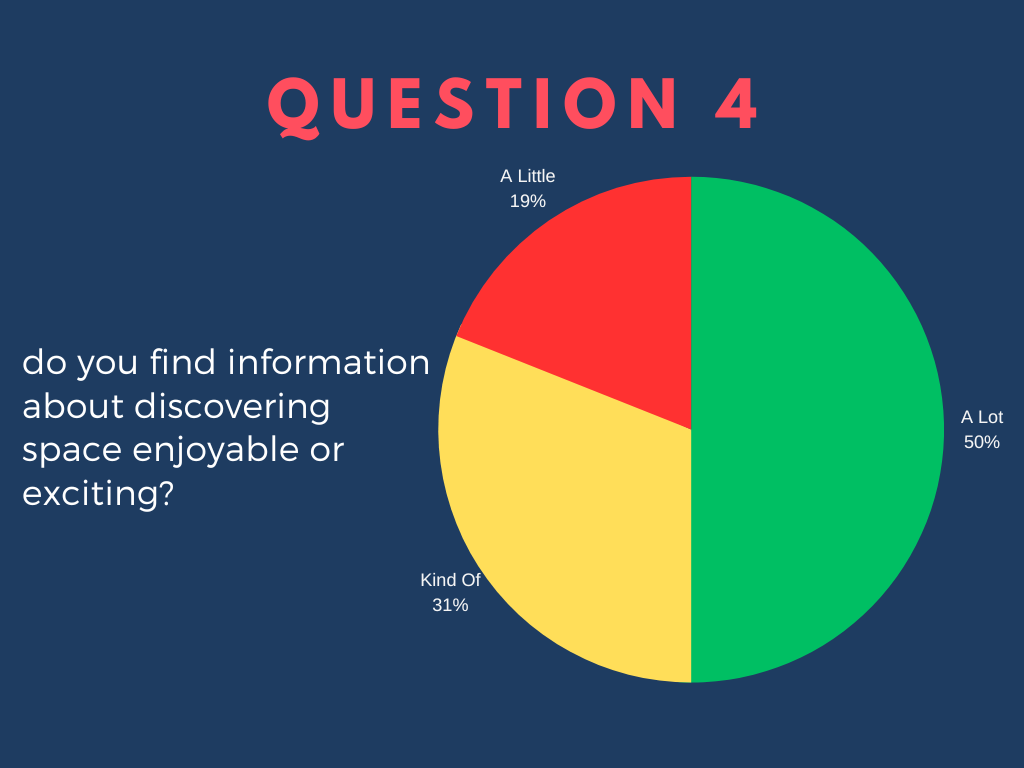 QUESTION 4
A Little
19%
do you find information
about discovering
space enjoyable or
exciting?
A Lot
50%
Kind Of
31%